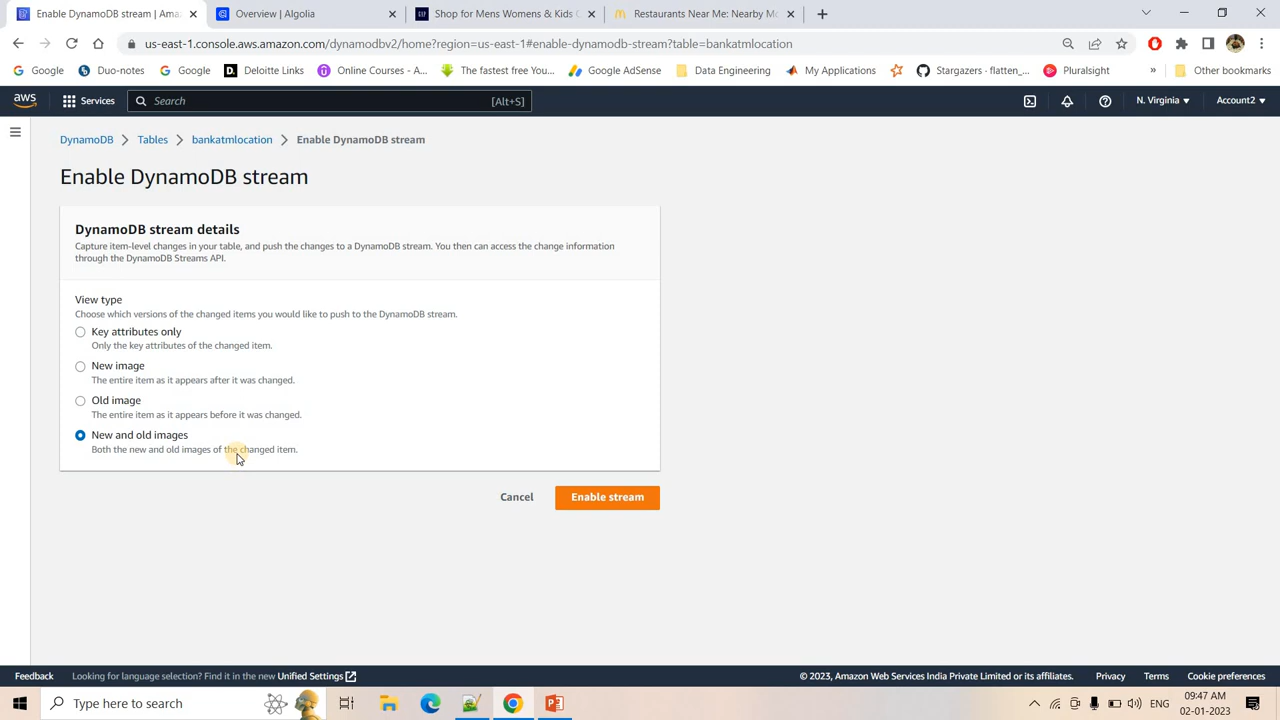 Enable DynamoDB stream | Amaz
Overview | Algolia
Shop for Mens Womens & Kids C
Restaurants Near Me: Nearby Mc
us-east-1.console.aws.amazon.com/dynamodbv2/home?region=us-east-1#enable-dynamodb-stream?table=bankatmlocation
Google
Duo-notes
Google
Deloitte Links
Online Courses - A...
The fastest free You...
Google AdSense
Data Engineering
My Applications
Stargazers · flatten_...
Pluralsight
»
Other bookmarks
aws
Services
Search
[Alt+S]
N. Virginia
Account2
DynamoDB
Tables
bankatmlocation
Enable DynamoDB stream
Enable DynamoDB stream
DynamoDB stream details
Capture item-level changes in your table, and push the changes to a DynamoDB stream. You then can access the change information
through the DynamoDB Streams API.
View type
Choose which versions of the changed items you would like to push to the DynamoDB stream.
Key attributes only
Only the key attributes of the changed item.
New image
The entire item as it appears after it was changed.
Old image
The entire item as it appears before it was changed.
New and old images
Both the new and old images of the changed item.
Cancel
Enable stream
Feedback
Looking for language selection? Find it in the new Unified Settings
© 2023, Amazon Web Services India Private Limited or its affiliates.
Privacy
Terms
Cookie preferences
Type here to search
ENG
09:47 AM
02-01-2023